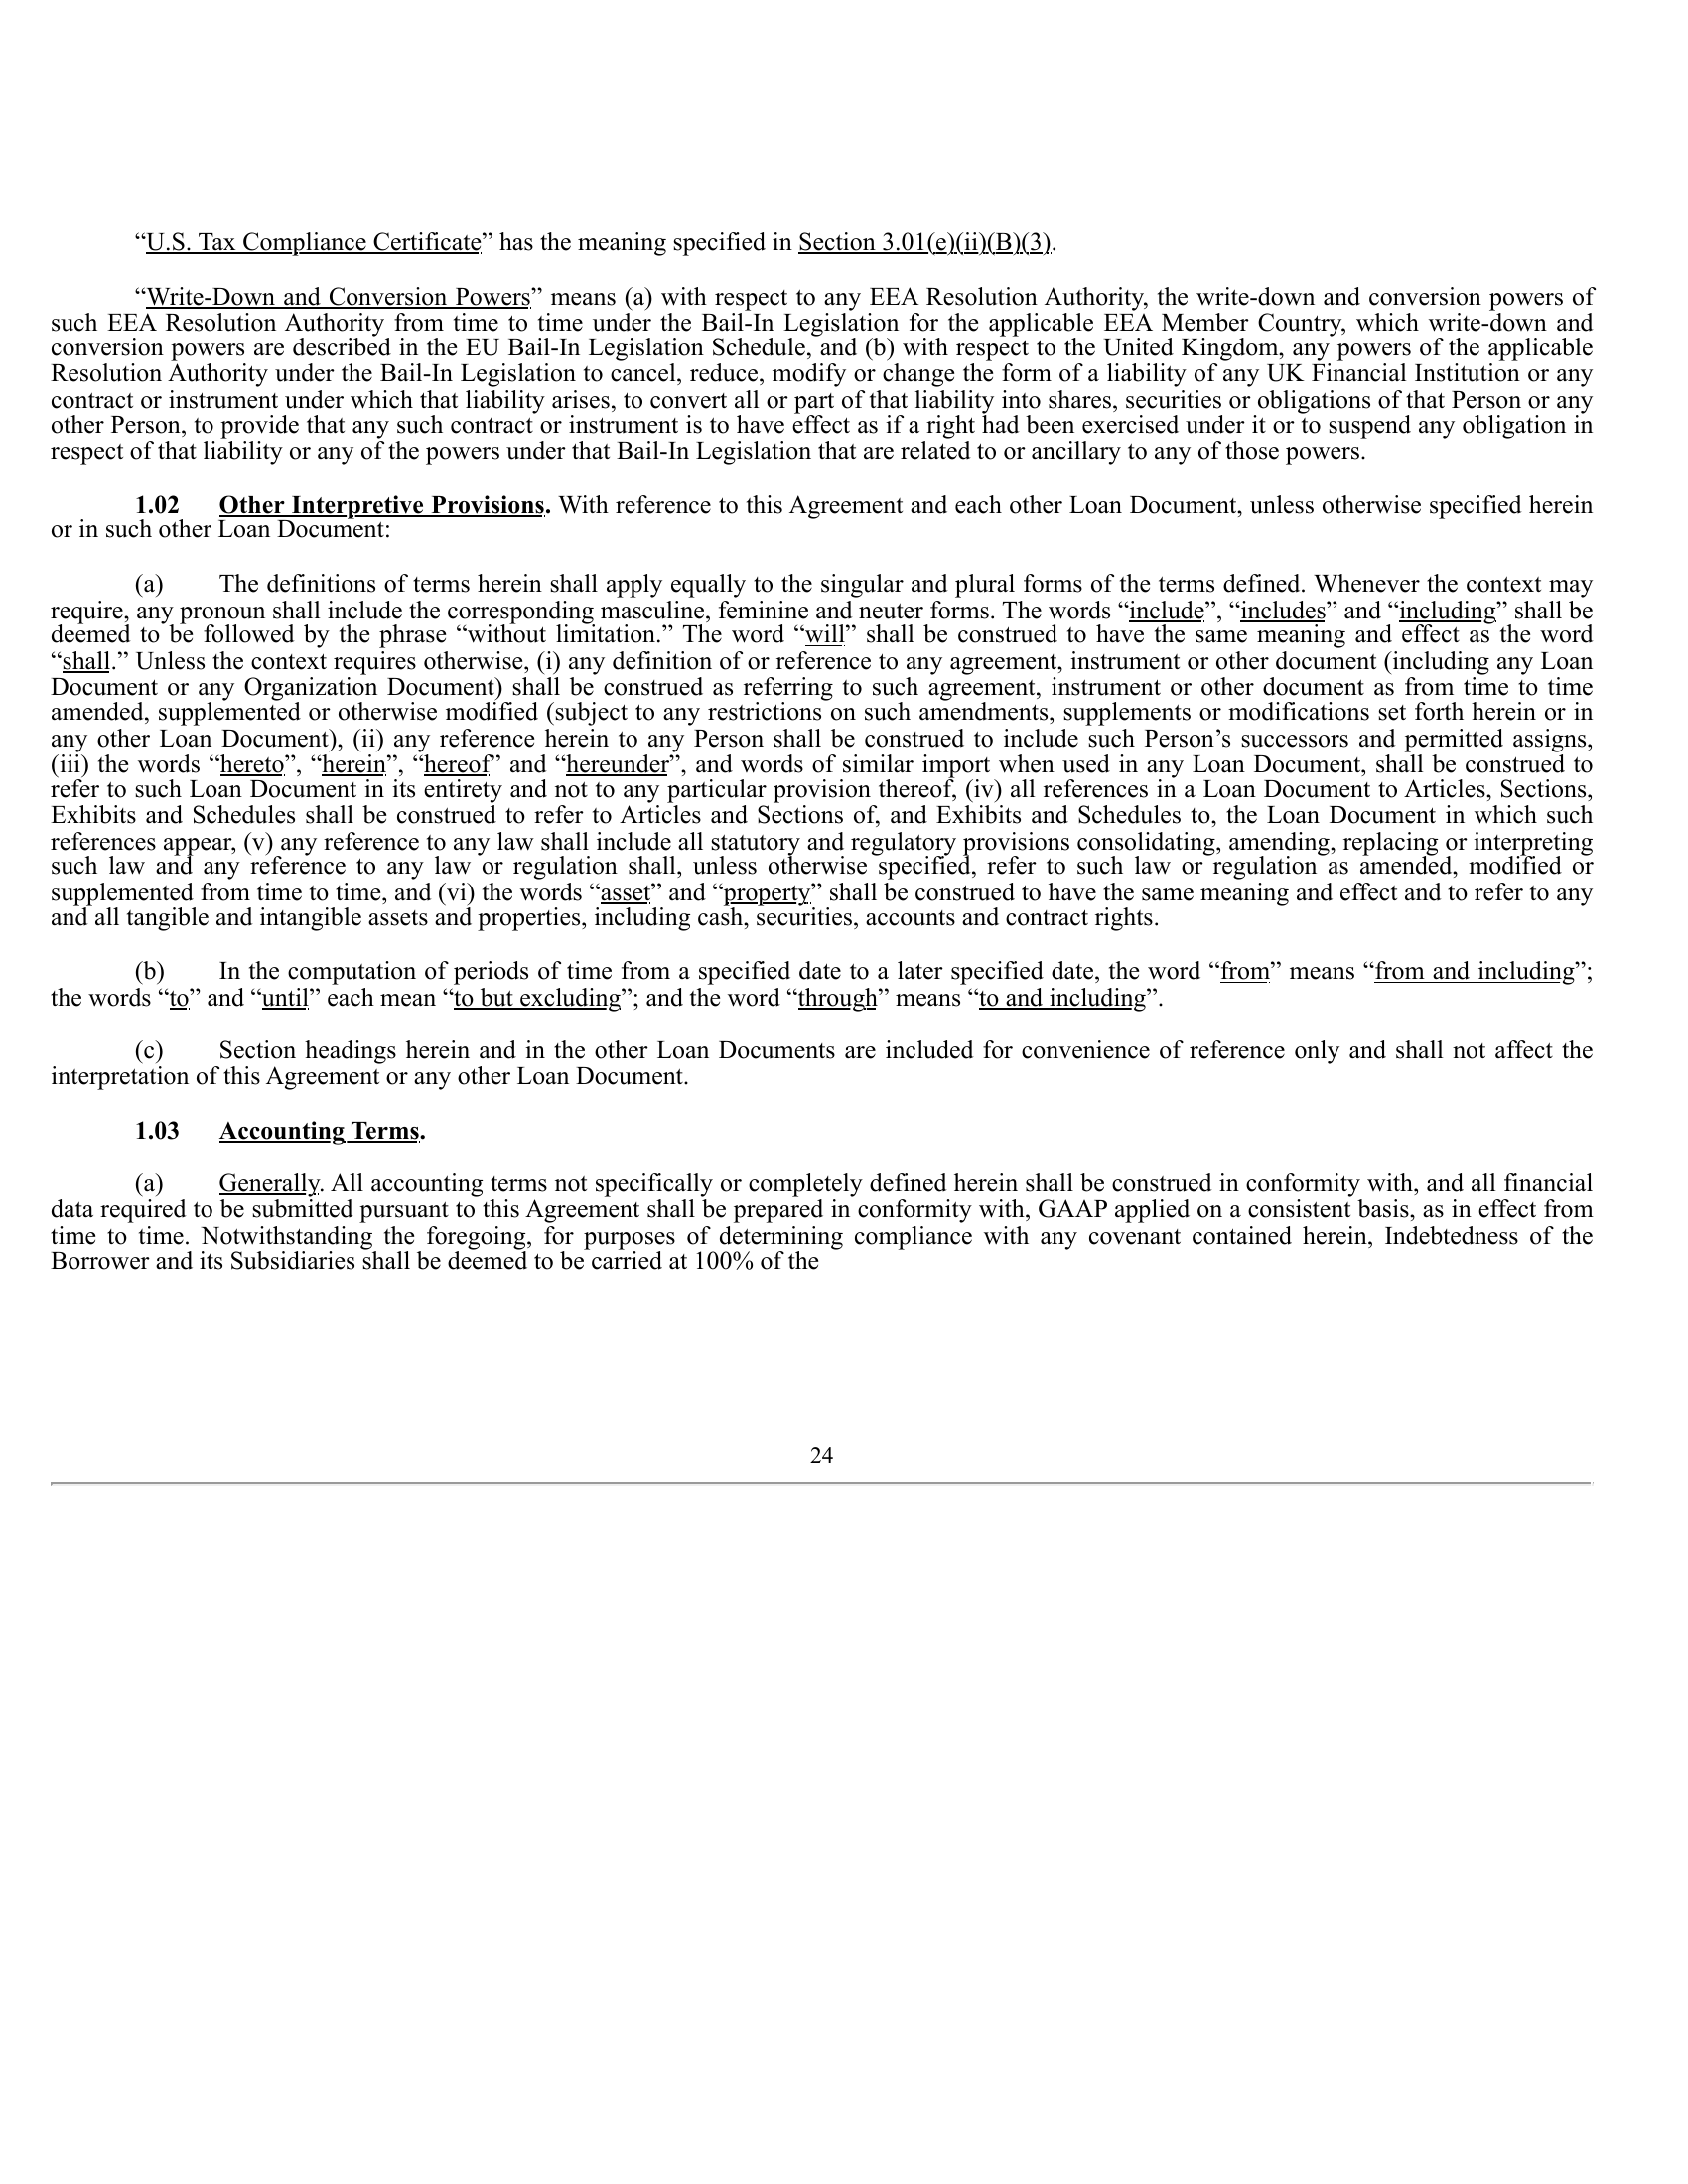 “U.S. Tax Compliance Certificate” has the meaning specified in Section 3.01(e)(ii)(B)(3).
“Write-Down and Conversion Powers” means (a) with respect to any EEA Resolution Authority, the write-down and conversion powers of
such EEA Resolution Authority from time to time under the Bail-In Legislation for the applicable EEA Member Country, which write-down and
conversion powers are described in the EU Bail-In Legislation Schedule, and (b) with respect to the United Kingdom, any powers of the applicable
Resolution Authority under the Bail-In Legislation to cancel, reduce, modify or change the form of a liability of any UK Financial Institution or any
contract or instrument under which that liability arises, to convert all or part of that liability into shares, securities or obligations of that Person or any
other Person, to provide that any such contract or instrument is to have effect as if a right had been exercised under it or to suspend any obligation in
respect of that liability or any of the powers under that Bail-In Legislation that are related to or ancillary to any of those powers.
1.02 Other Interpretive Provisions. With reference to this Agreement and each other Loan Document, unless otherwise specified herein
or in such other Loan Document:
(a) The definitions of terms herein shall apply equally to the singular and plural forms of the terms defined. Whenever the context may
require, any pronoun shall include the corresponding masculine, feminine and neuter forms. The words “include”, “includes” and “including” shall be
deemed to be followed by the phrase “without limitation.” The word “will” shall be construed to have the same meaning and effect as the word
“shall.” Unless the context requires otherwise, (i) any definition of or reference to any agreement, instrument or other document (including any Loan
Document or any Organization Document) shall be construed as referring to such agreement, instrument or other document as from time to time
amended, supplemented or otherwise modified (subject to any restrictions on such amendments, supplements or modifications set forth herein or in
any other Loan Document), (ii) any reference herein to any Person shall be construed to include such Person’s successors and permitted assigns,
(iii) the words “hereto”, “herein”, “hereof” and “hereunder”, and words of similar import when used in any Loan Document, shall be construed to
refer to such Loan Document in its entirety and not to any particular provision thereof, (iv) all references in a Loan Document to Articles, Sections,
Exhibits and Schedules shall be construed to refer to Articles and Sections of, and Exhibits and Schedules to, the Loan Document in which such
references appear, (v) any reference to any law shall include all statutory and regulatory provisions consolidating, amending, replacing or interpreting
such law and any reference to any law or regulation shall, unless otherwise specified, refer to such law or regulation as amended, modified or
supplemented from time to time, and (vi) the words “asset” and “property” shall be construed to have the same meaning and effect and to refer to any
and all tangible and intangible assets and properties, including cash, securities, accounts and contract rights.
(b) In the computation of periods of time from a specified date to a later specified date, the word “from” means “from and including”;
the words “to” and “until” each mean “to but excluding”; and the word “through” means “to and including”.
(c) Section headings herein and in the other Loan Documents are included for convenience of reference only and shall not affect the
interpretation of this Agreement or any other Loan Document.
1.03 Accounting Terms.
(a) Generally. All accounting terms not specifically or completely defined herein shall be construed in conformity with, and all financial
data required to be submitted pursuant to this Agreement shall be prepared in conformity with, GAAP applied on a consistent basis, as in effect from
time to time. Notwithstanding the foregoing, for purposes of determining compliance with any covenant contained herein, Indebtedness of the
Borrower and its Subsidiaries shall be deemed to be carried at 100% of the
24